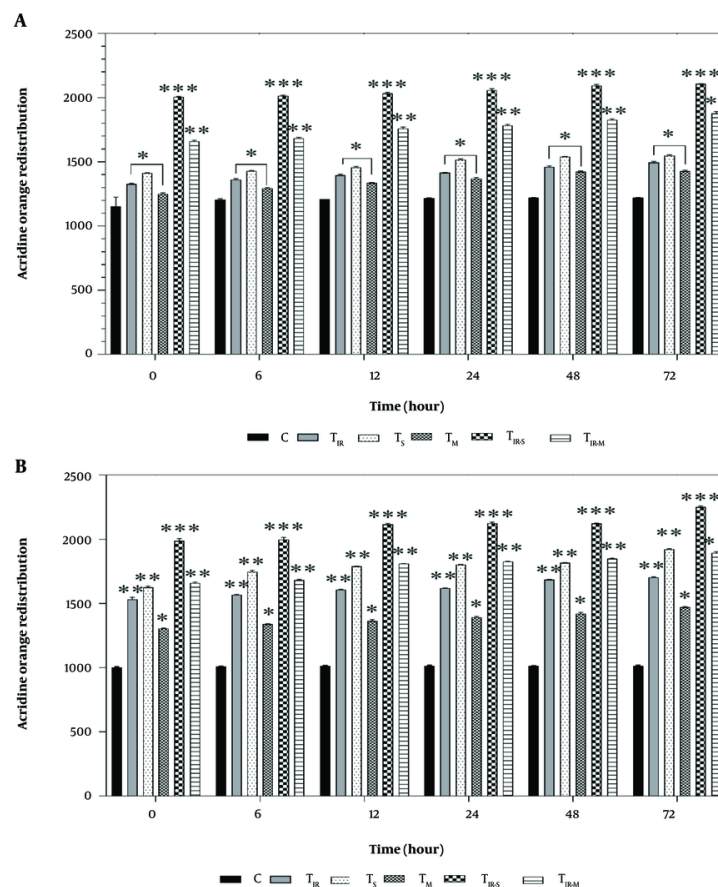 A
2500
2000
1500
1000
500
0
Acridine orange redistribution
*
***
**
*
***
**
*
***
**
*
***
**
*
***
**
*
***
*
0 6 12 24 48 72
Time (hour)
C T_IR T_S T_M T_IR-S T_IR-M
B
2500
2000
1500
1000
500
0
Acridine orange redistribution
** ** * *** **
** ** * *** **
** ** * *** **
** ** * *** **
** ** * *** **
** ** * *** *
0 6 12 24 48 72
Time (hour)
C T_IR T_S T_M T_IR-S T_IR-M